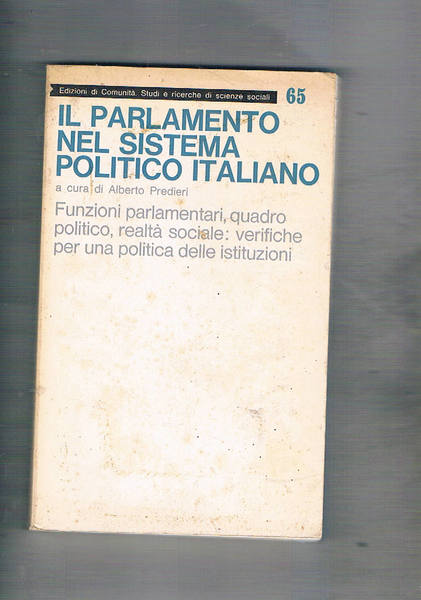 Edizioni di Comunità. Studi e ricerche di scienze sociali 65
IL PARLAMENTO
NEL SISTEMA
POLITICO ITALIANO
a cura di Alberto Predieri
Funzioni parlamentari, quadro
politico, realtà sociale: verifiche
per una politica delle istituzioni